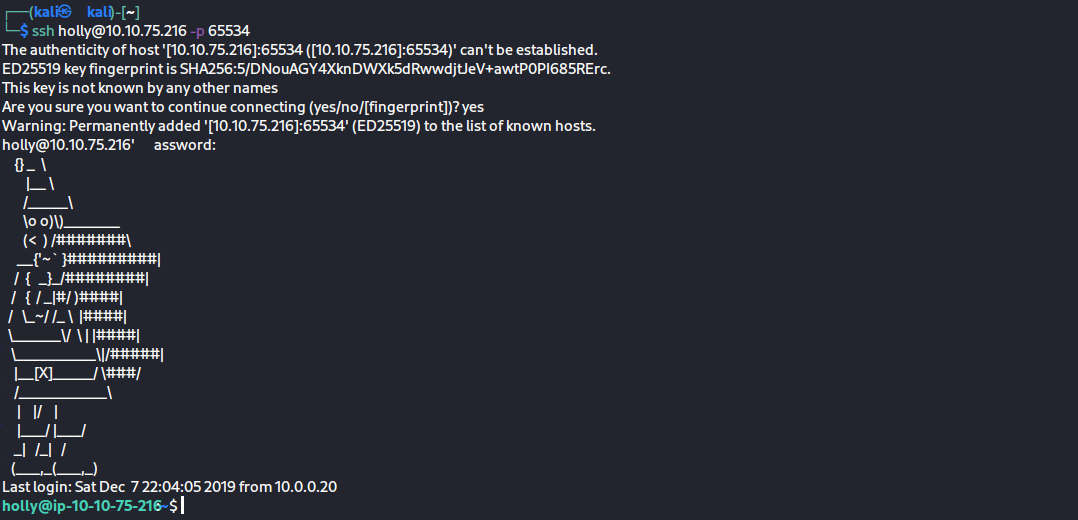 ┌──(kali㉿ kali)-[~]
└─$ ssh holly@10.10.75.216 -p 65534
The authenticity of host '[10.10.75.216]:65534 ([10.10.75.216]:65534)' can't be established.
ED25519 key fingerprint is SHA256:5/DNouAGY4XknDWXk5dRwwdjtJeV+awtP0PI685RErc.
This key is not known by any other names
Are you sure you want to continue connecting (yes/no/[fingerprint])? yes
Warning: Permanently added '[10.10.75.216]:65534' (ED25519) to the list of known hosts.
holly@10.10.75.216' assword:
{} _ \
|__ \
/_____\
\o o)\)_______
(< ) /#######\
__{'~` }#########|
/ { _}_/########|
/ { / _|#/ )####|
/ \_~/ /_ \ |####|
\______\/ \ | |####|
\__________\|/#####|
|__[X]_____/ \###/
/___________\
| |/ |
|___/ |___/
_| /_| /
(___,_(___,_)
Last login: Sat Dec 7 22:04:05 2019 from 10.0.0.20
holly@ip-10-10-75-216~$